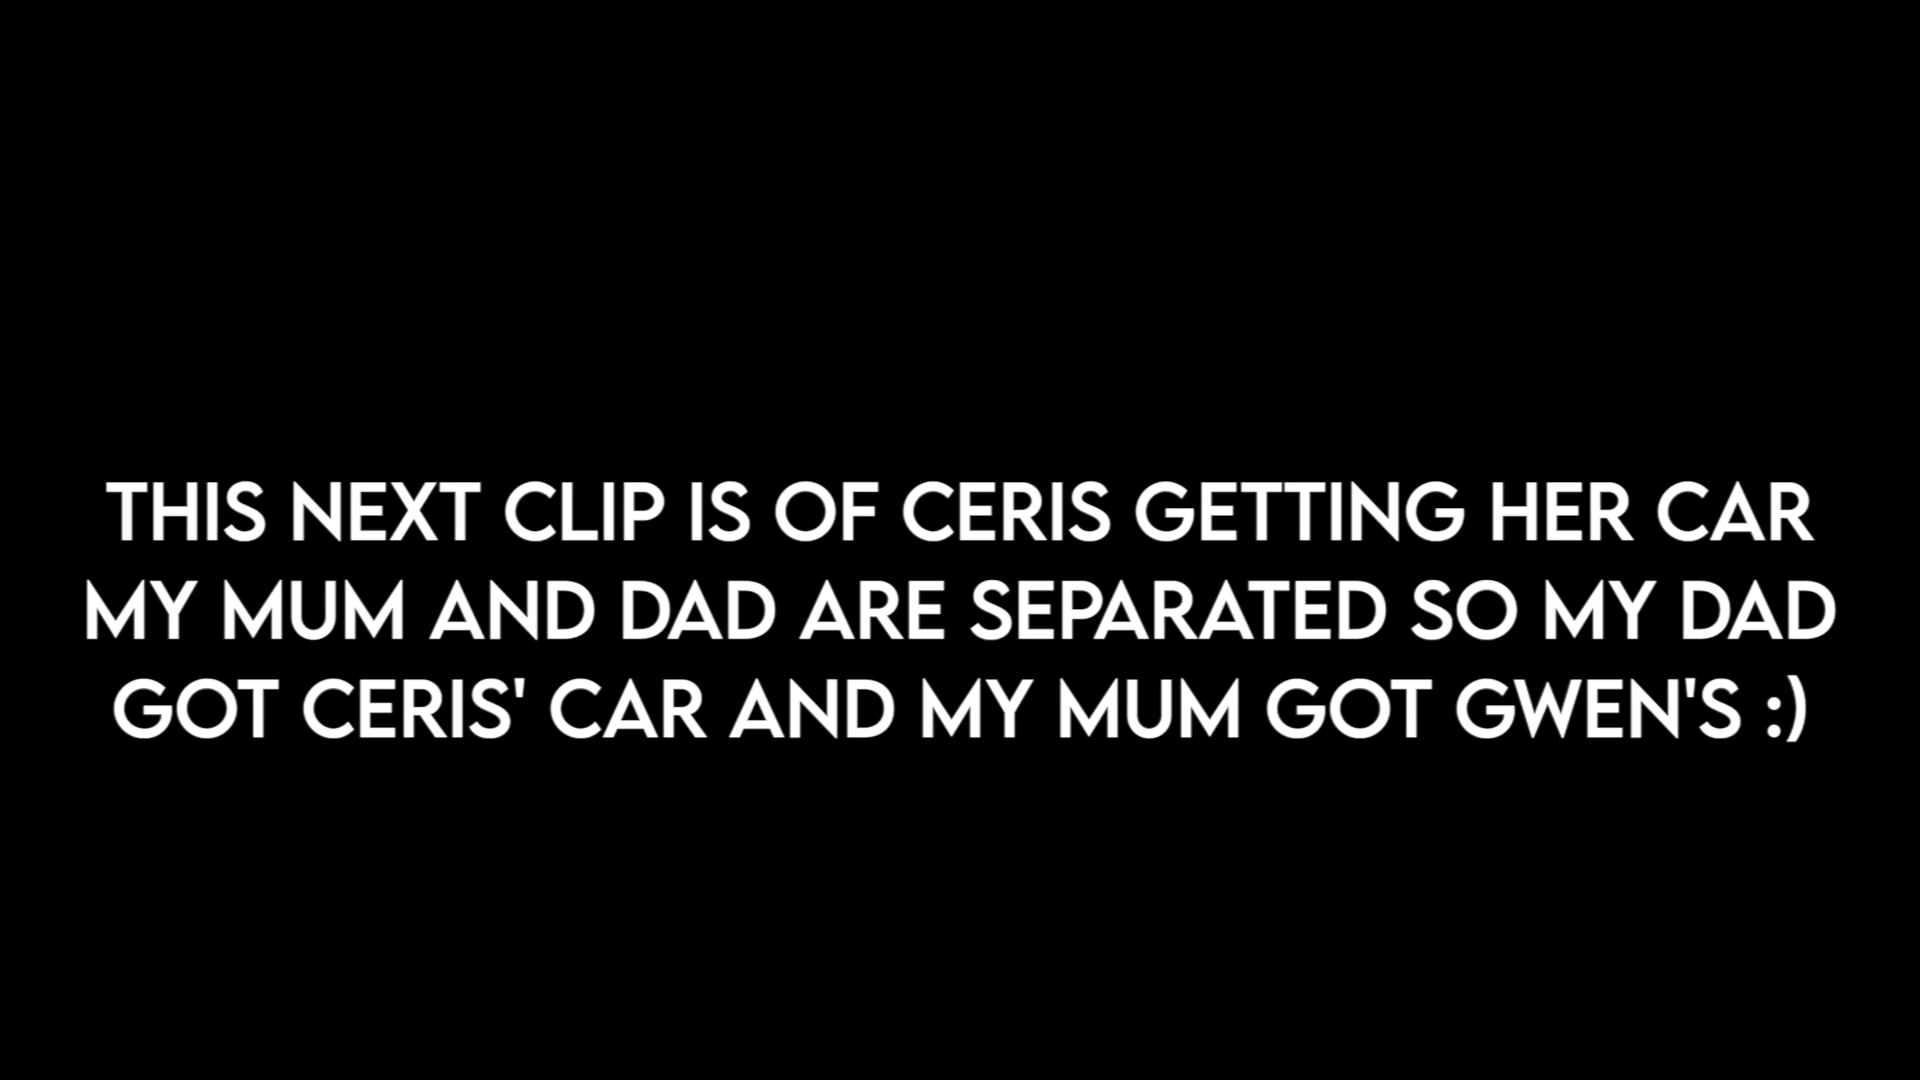 THIS NEXT CLIP IS OF CERIS GETTING HER CAR
MY MUM AND DAD ARE SEPARATED SO MY DAD
GOT CERIS' CAR AND MY MUM GOT GWEN'S :)